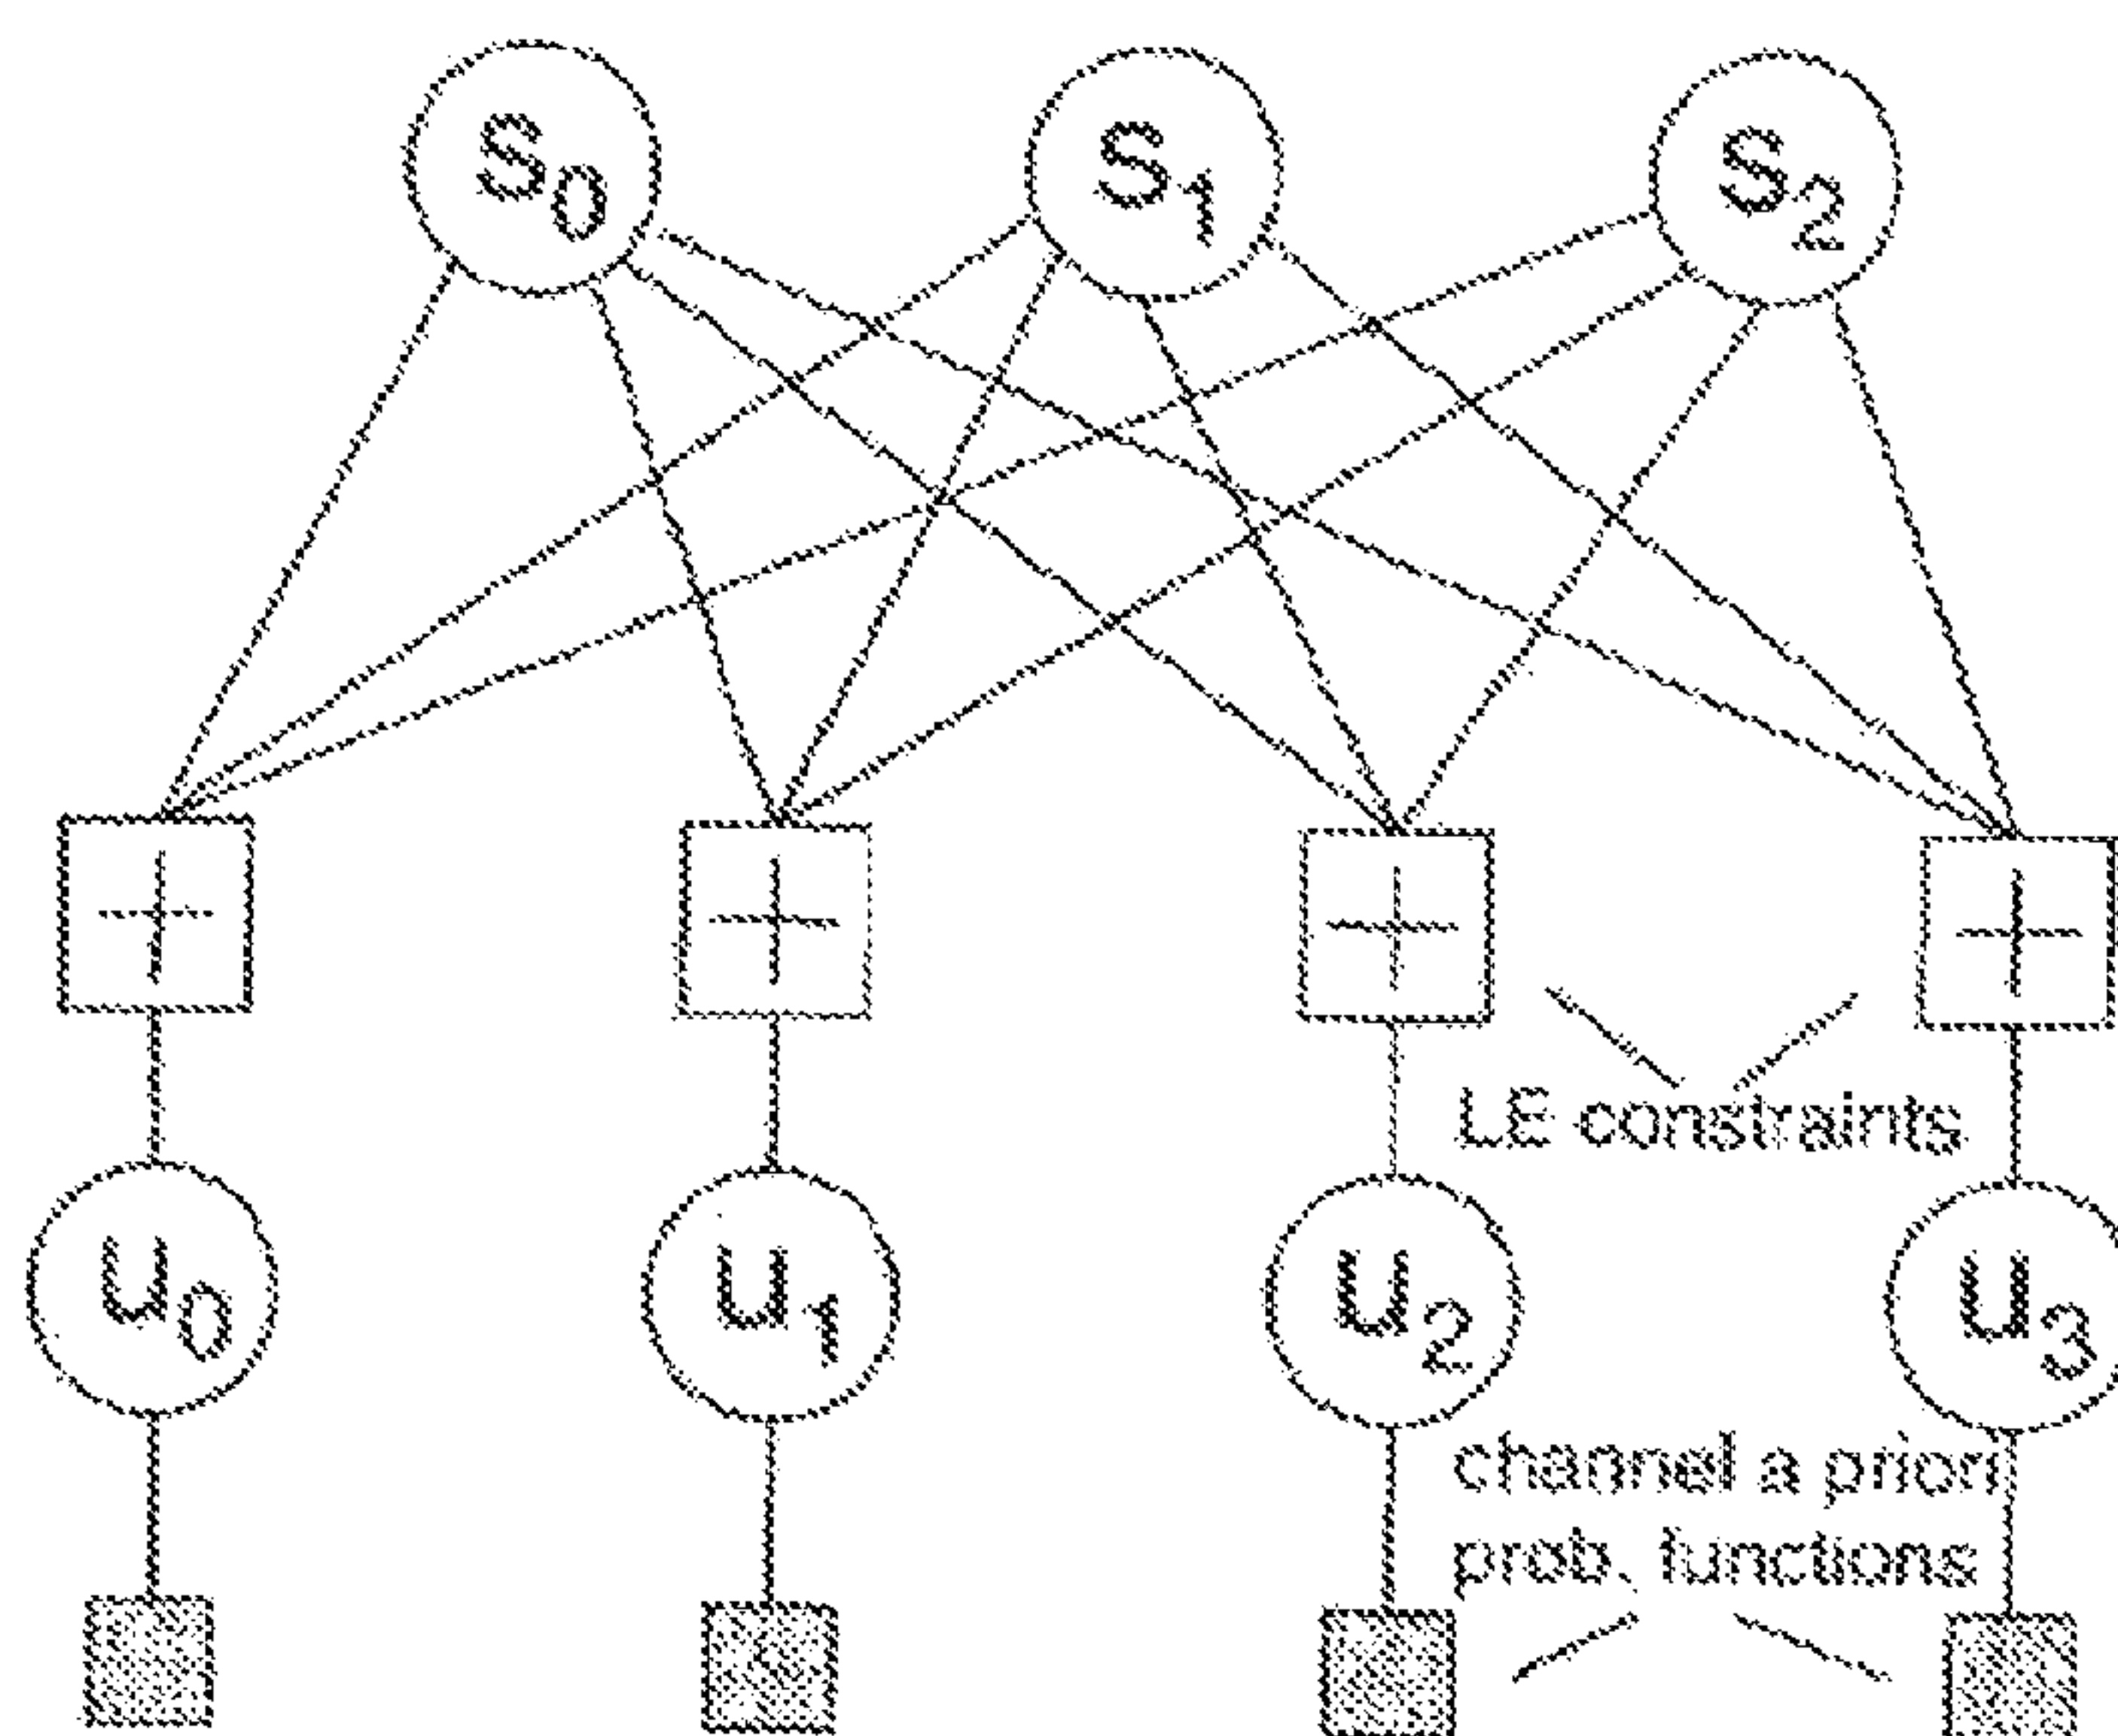 s0 s1 s2
+ + + +
LE constraints
u0 u1 u2 u3
channel a priori
prob. functions